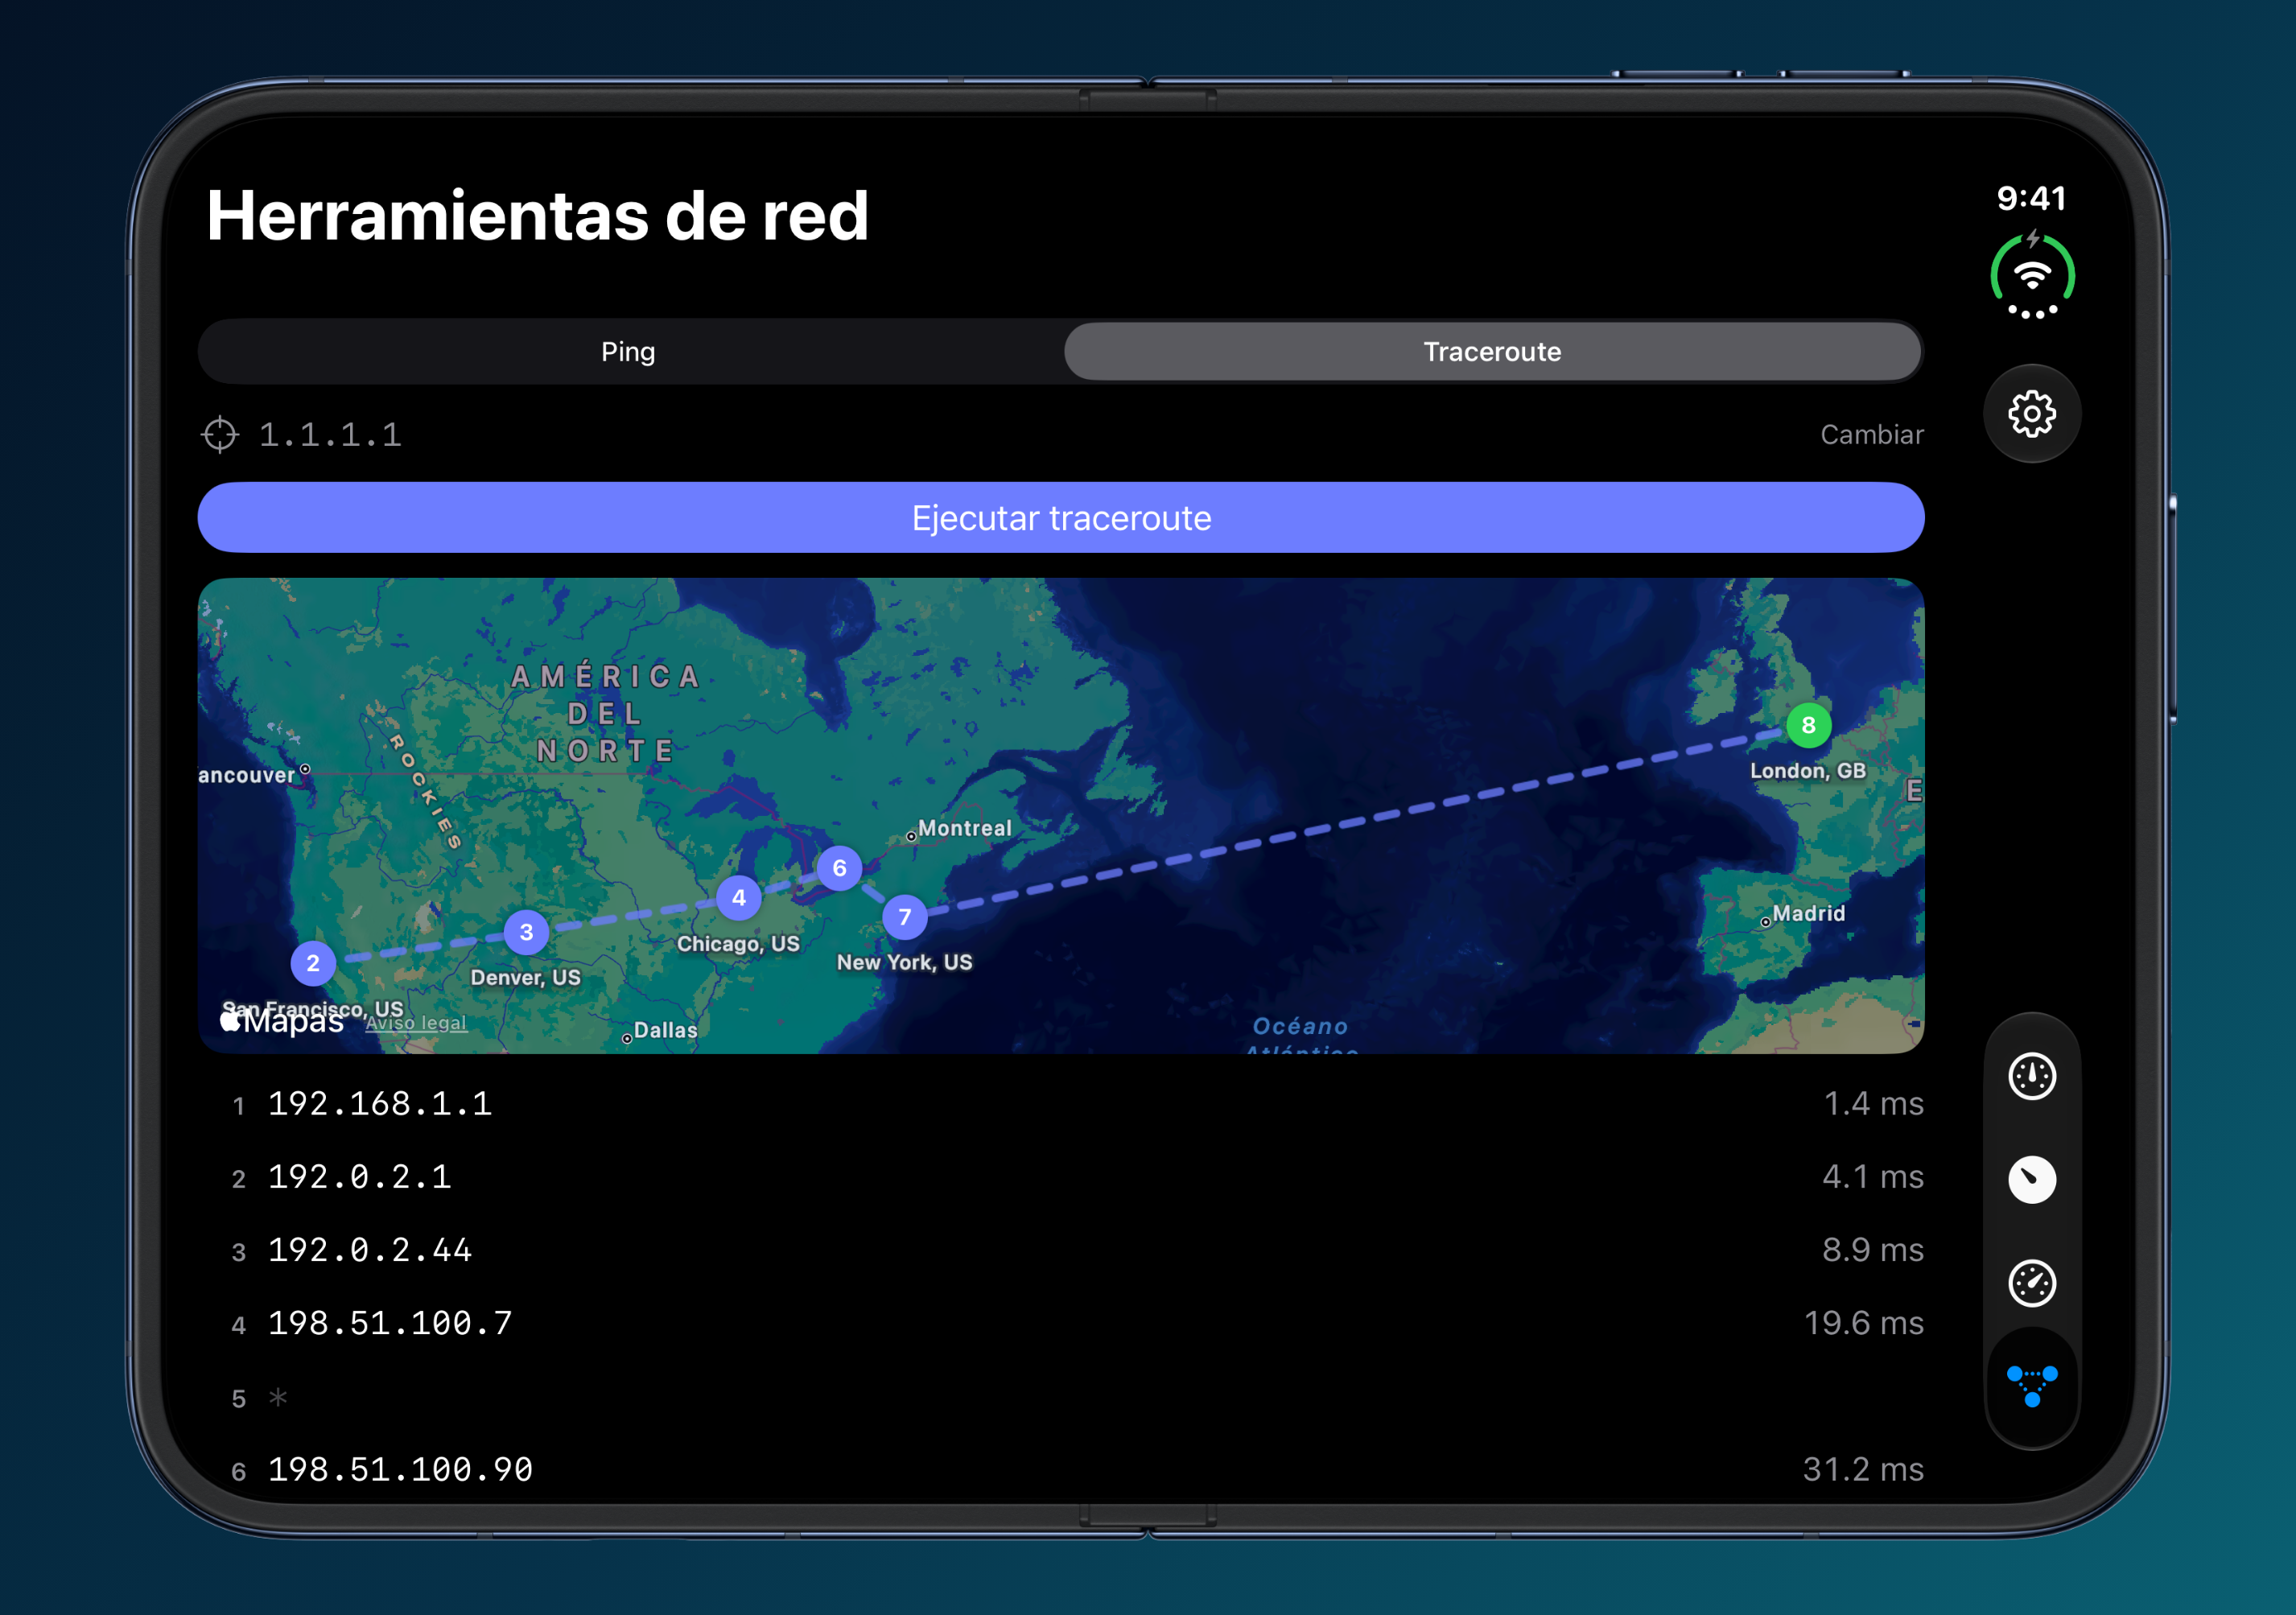 Herramientas de red
9:41
Ping
Traceroute
1.1.1.1
Cambiar
Ejecutar traceroute
AMÉRICA
DEL
NORTE
ROCKIES
ancouver
Montreal
8
London, GB
E
6
4
7
Chicago, US
New York, US
3
2
Denver, US
Madrid
San Francisco, US
Mapas
Aviso legal
Dallas
Océano
Atlántico
1 192.168.1.1 1.4 ms
2 192.0.2.1 4.1 ms
3 192.0.2.44 8.9 ms
4 198.51.100.7 19.6 ms
5 *
6 198.51.100.90 31.2 ms